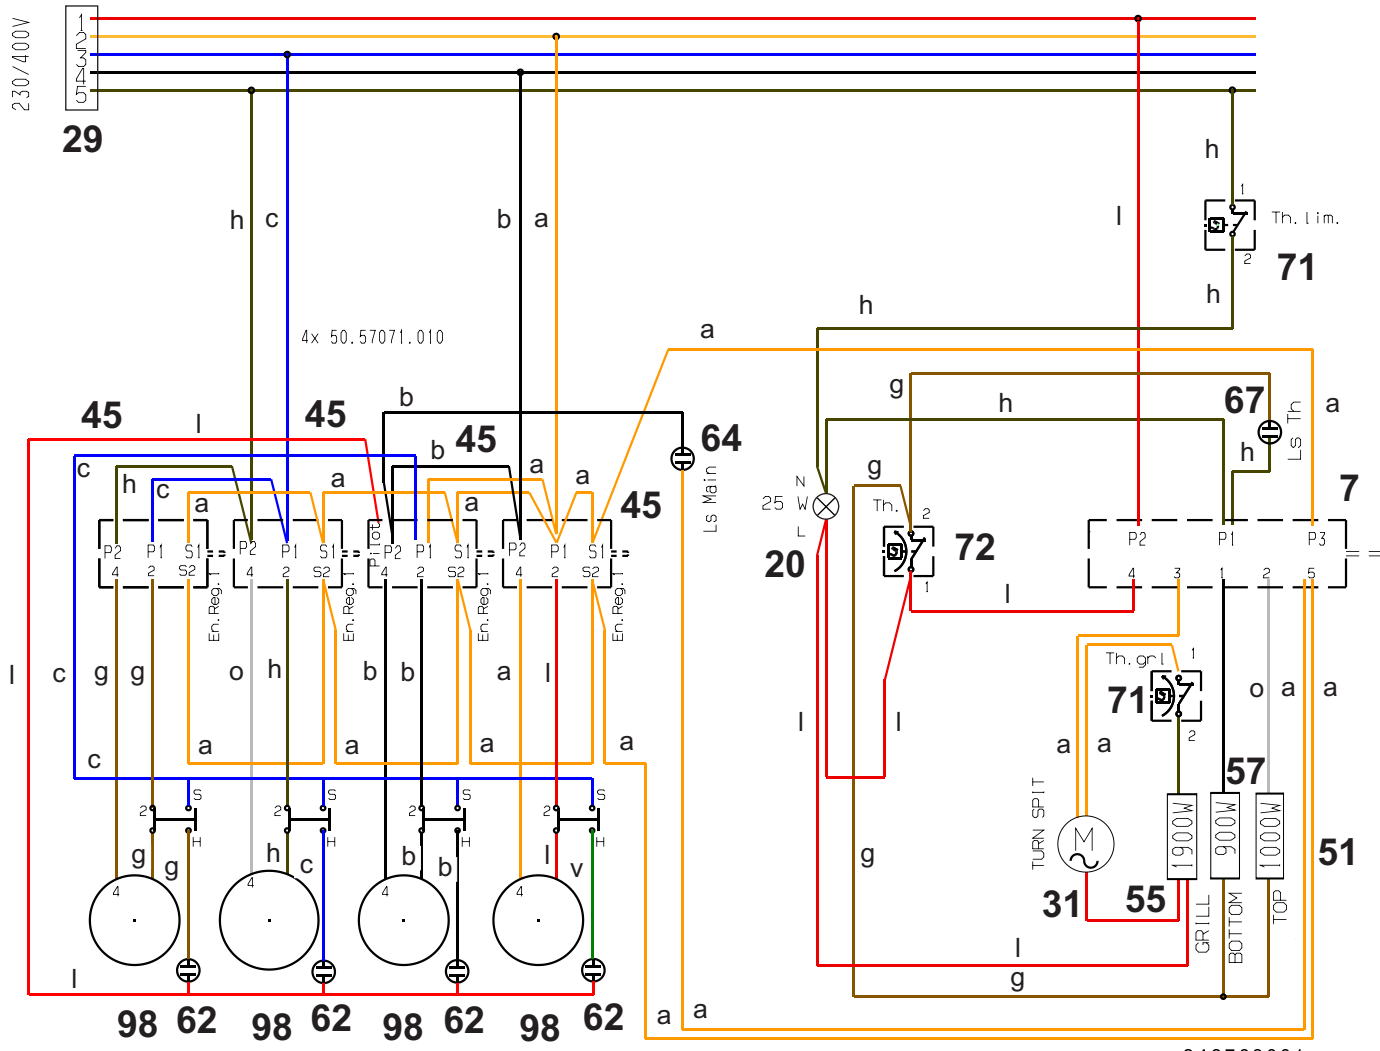 230/400V
1
2
3
4
5
29
h
c
b
a
l
h
1
Th.lim.
2
71
h
h
4x 50.57071.010
a
45
l
45
b
45
64
g
h
67
Ls Th
a
c
h
c
a
a
b
a
a
a
45
Ls Main
N
25 W
L
20
g
Th.
2
72
1
h
7
P2
P1
S1
4
2
S2
En.Reg.1
P2
P1
S1
4
2
S2
En.Reg.1
Pilot
P2
P1
S1
4
2
S2
En.Reg.1
P2
P1
S1
4
2
S2
En.Reg.1
P2
P1
P3
4
3
1
2
5
l
l
c
g
g
o
h
b
b
a
l
Th.grl
1
71
2
o
a
a
l
l
a
a
a
a
a
a
c
57
2
S
H
2
S
H
2
S
H
2
S
H
TURN SPIT
M
1900W
900W
1000W
51
g
g
h
c
b
b
l
v
g
4
4
4
4
31
55
GRILL
BOTTOM
TOP
l
l
g
98
62
98
62
98
62
98
62
a
a